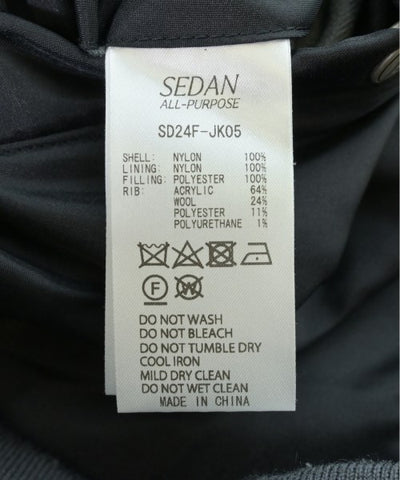 SEDAN
ALL-PURPOSE
SD24F-JK05
SHELL: NYLON 100%
LINING: NYLON 100%
FILLING: POLYESTER 100%
RIB: ACRYLIC 64%
WOOL 24%
POLYESTER 11%
POLYURETHANE 1%
F W
DO NOT WASH
DO NOT BLEACH
DO NOT TUMBLE DRY
COOL IRON
MILD DRY CLEAN
DO NOT WET CLEAN
MADE IN CHINA